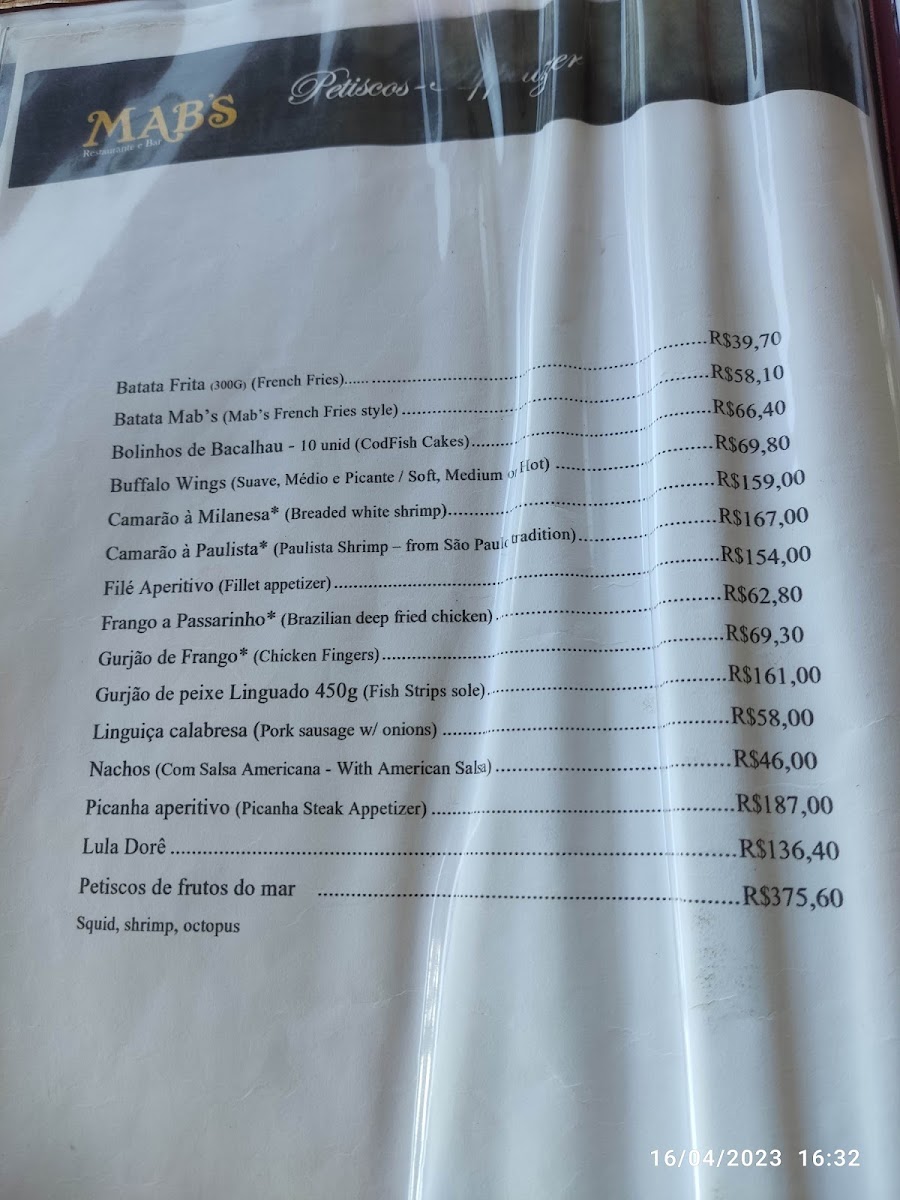 MAB'S
Restaurante e Bar
Petiscos - Appetizer
Batata Frita (300G) (French Fries)...... R$39,70
Batata Mab's (Mab's French Fries style) R$58,10
Bolinhos de Bacalhau - 10 unid (CodFish Cakes) R$66,40
Buffalo Wings (Suave, Médio e Picante / Soft, Medium or Hot) R$69,80
Camarão à Milanesa* (Breaded white shrimp) R$159,00
Camarão à Paulista* (Paulista Shrimp – from São Paulo tradition) R$167,00
Filé Aperitivo (Fillet appetizer) R$154,00
Frango a Passarinho* (Brazilian deep fried chicken) R$62,80
Gurjão de Frango* (Chicken Fingers) R$69,30
Gurjão de peixe Linguado 450g (Fish Strips sole) R$161,00
Linguiça calabresa (Pork sausage w/ onions) R$58,00
Nachos (Com Salsa Americana - With American Salsa) R$46,00
Picanha aperitivo (Picanha Steak Appetizer) R$187,00
Lula Dorê R$136,40
Petiscos de frutos do mar R$375,60
Squid, shrimp, octopus
16/04/2023 16:32